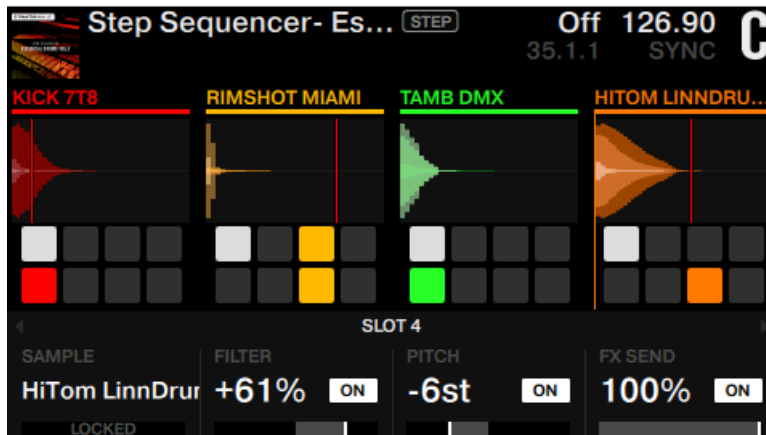 Step Sequencer- Es... STEP Off 126.90 C
35.1.1 SYNC
KICK 7T8 RIMSHOT MIAMI TAMB DMX HITOM LINNDRU...
SLOT 4
SAMPLE FILTER PITCH FX SEND
HiTom LinnDrur +61% ON -6st ON 100% ON
LOCKED